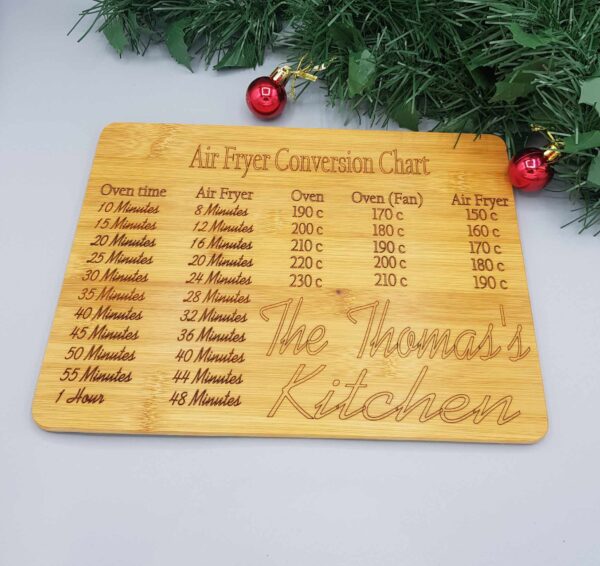 Air Fryer Conversion Chart
Oven time Air Fryer Oven Oven (Fan) Air Fryer
10 Minutes 8 Minutes 190 c 170 c 150 c
15 Minutes 12 Minutes 200 c 180 c 160 c
20 Minutes 16 Minutes 210 c 190 c 170 c
25 Minutes 20 Minutes 220 c 200 c 180 c
30 Minutes 24 Minutes 230 c 210 c 190 c
35 Minutes 28 Minutes
40 Minutes 32 Minutes
45 Minutes 36 Minutes
50 Minutes 40 Minutes
55 Minutes 44 Minutes
1 Hour 48 Minutes
The Thomas's
Kitchen